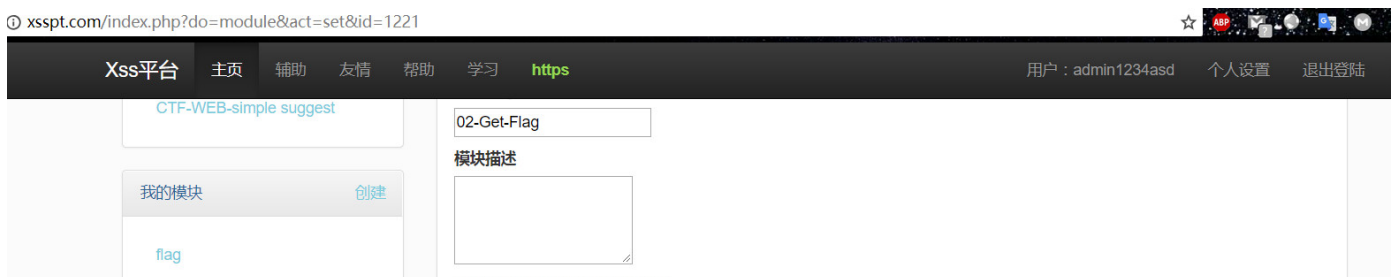 xsspt.com/index.php?do=module&act=set&id=1221
ABP
7
Xss平台 主页 辅助 友情 帮助 学习 https 用户：admin1234asd 个人设置 退出登陆
CTF-WEB-simple suggest
02-Get-Flag
模块描述
我的模块 创建
flag